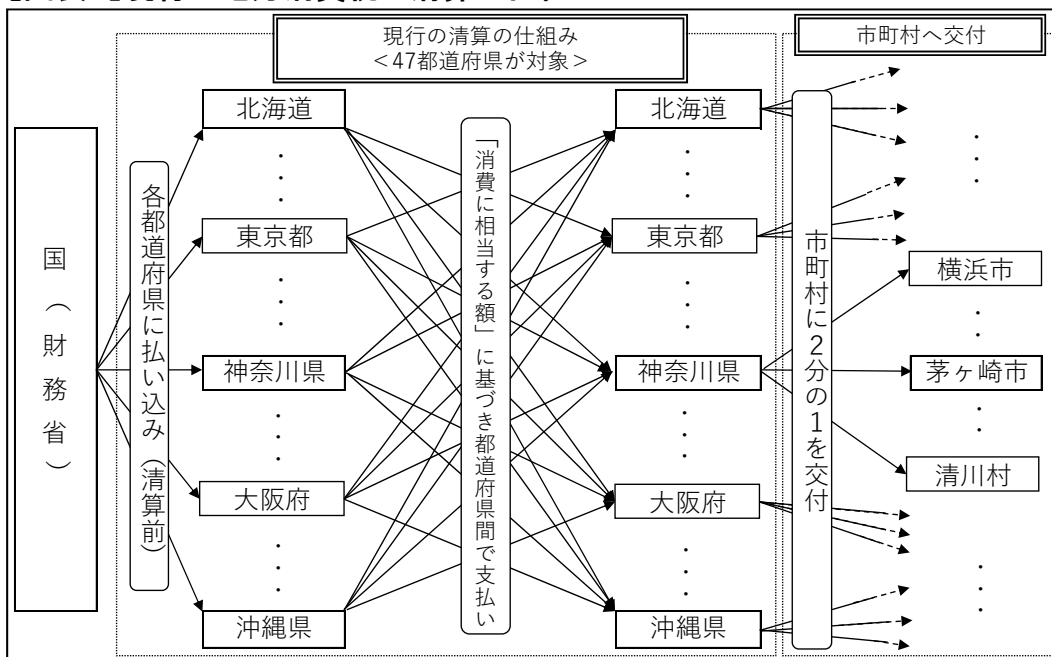 現行の清算の仕組み
＜47都道府県が対象＞
市町村へ交付
国（財務省）
各都道府県に払い込み（清算前）
北海道
東京都
神奈川県
大阪府
沖縄県
「消費に相当する額」に基づき都道府県間で支払い
北海道
東京都
神奈川県
大阪府
沖縄県
市町村に2分の1を交付
横浜市
茅ヶ崎市
清川村